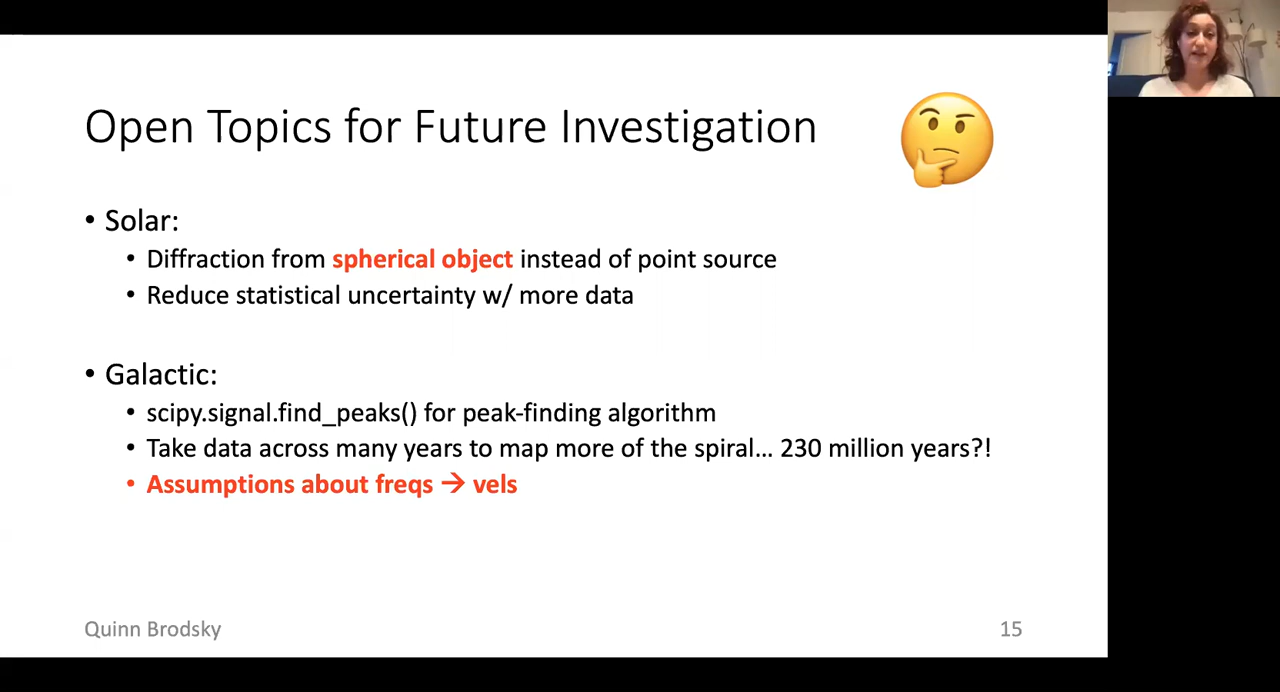 Open Topics for Future Investigation
• Solar:
• Diffraction from spherical object instead of point source
• Reduce statistical uncertainty w/ more data
• Galactic:
• scipy.signal.find_peaks() for peak-finding algorithm
• Take data across many years to map more of the spiral… 230 million years?!
• Assumptions about freqs → vels
Quinn Brodsky
15